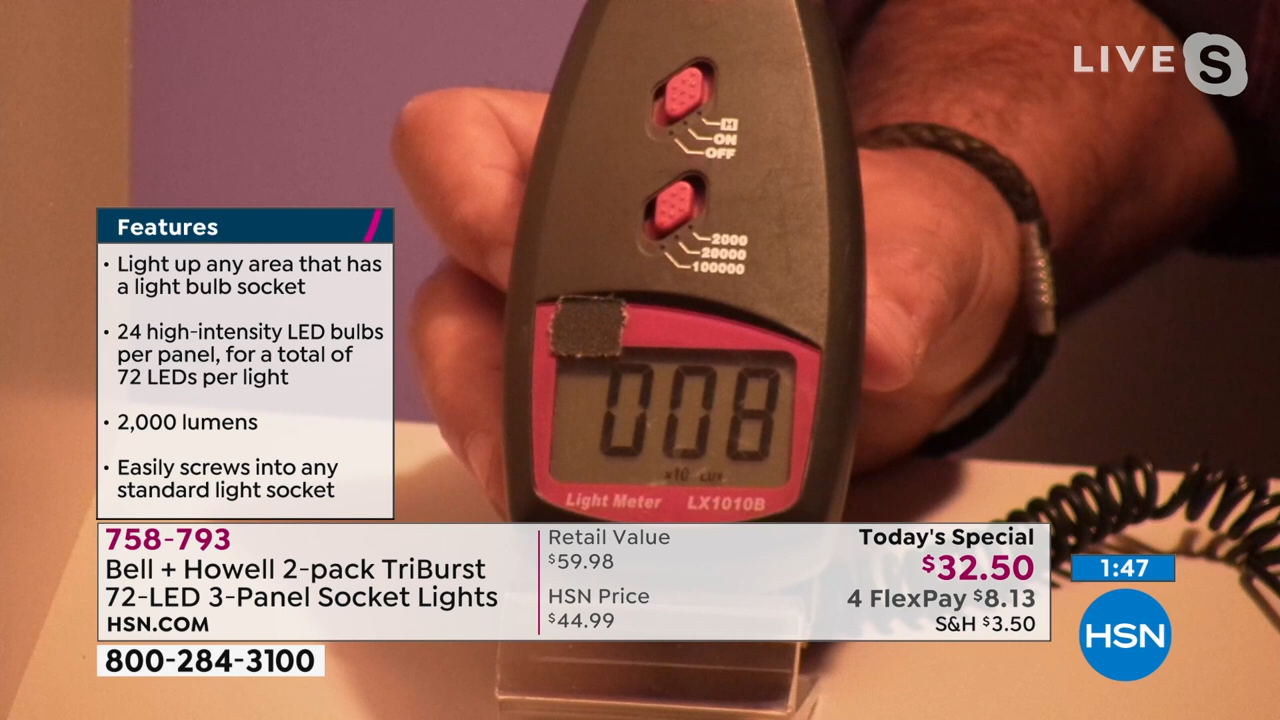 LIVE S
ON
OFF
2000
20000
100000
008
x10 Lux
Light Meter LX1010B
Features
• Light up any area that has
a light bulb socket
• 24 high-intensity LED bulbs
per panel, for a total of
72 LEDs per light
• 2,000 lumens
• Easily screws into any
standard light socket
758-793
Bell + Howell 2-pack TriBurst
72-LED 3-Panel Socket Lights
HSN.COM
Retail Value
$59.98
HSN Price
$44.99
Today's Special
$32.50
4 FlexPay $8.13
S&H $3.50
1:47
HSN
800-284-3100